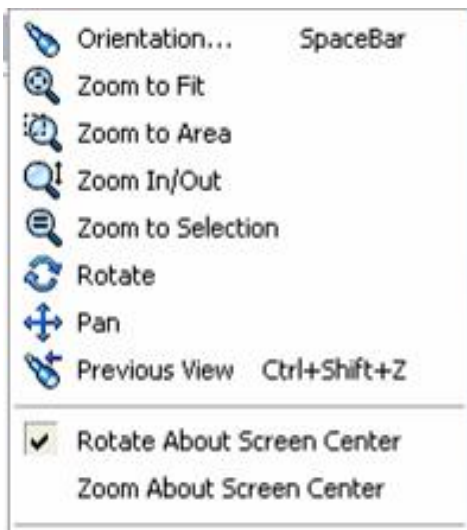 Orientation... SpaceBar
Zoom to Fit
Zoom to Area
Zoom In/Out
Zoom to Selection
Rotate
Pan
Previous View Ctrl+Shift+Z
Rotate About Screen Center
Zoom About Screen Center